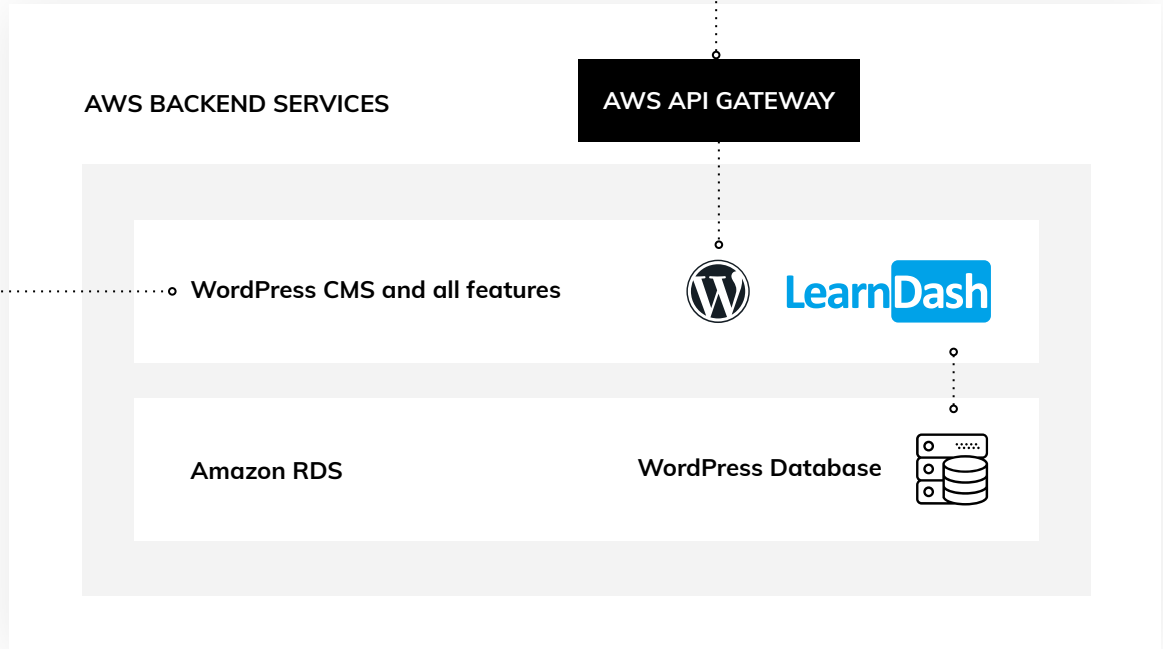 AWS API GATEWAY
AWS BACKEND SERVICES
WordPress CMS and all features
W
LearnDash
Amazon RDS
WordPress Database